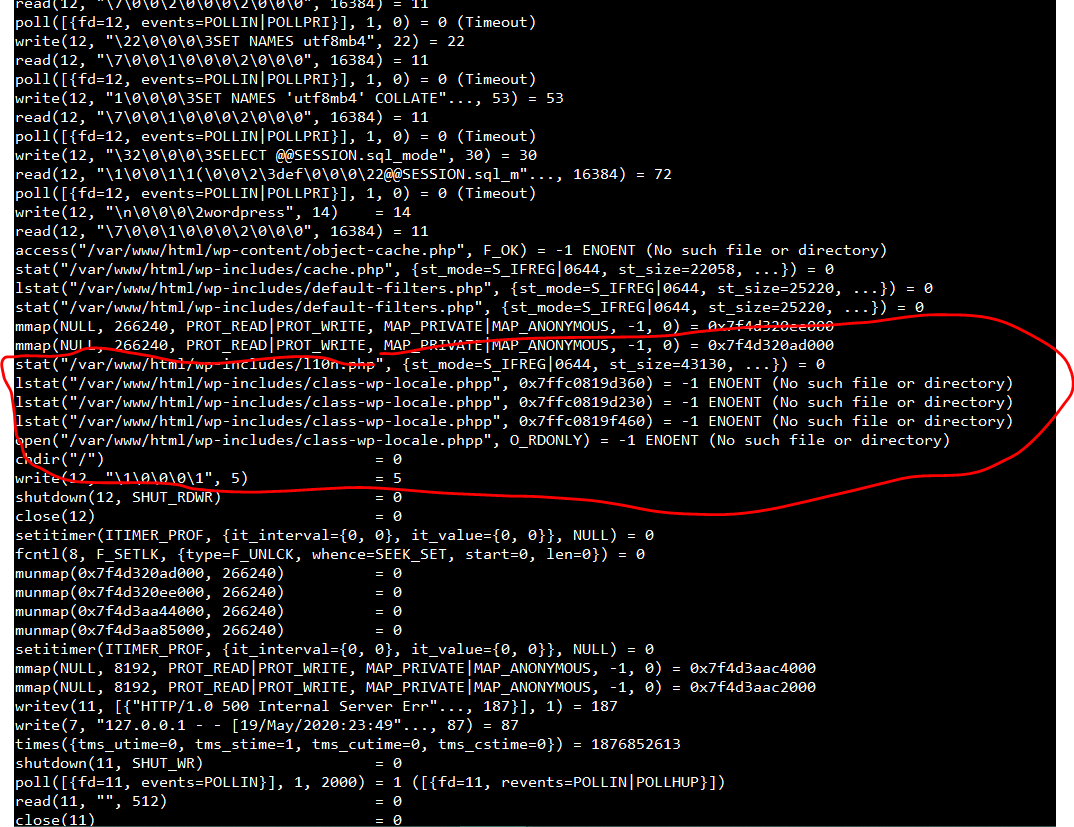 read(12, "\7\0\0\2\0\0\0\2\0\0\0", 16384) = 11
poll([{fd=12, events=POLLIN|POLLPRI}], 1, 0) = 0 (Timeout)
write(12, "\22\0\0\0\3SET NAMES utf8mb4", 22) = 22
read(12, "\7\0\0\1\0\0\0\2\0\0\0", 16384) = 11
poll([{fd=12, events=POLLIN|POLLPRI}], 1, 0) = 0 (Timeout)
write(12, "1\0\0\0\3SET NAMES 'utf8mb4' COLLATE"..., 53) = 53
read(12, "\7\0\0\1\0\0\0\2\0\0\0", 16384) = 11
poll([{fd=12, events=POLLIN|POLLPRI}], 1, 0) = 0 (Timeout)
write(12, "\32\0\0\0\3SELECT @@SESSION.sql_mode", 30) = 30
read(12, "\1\0\0\1\1(\0\0\2\3def\0\0\0\22@@SESSION.sql_m"..., 16384) = 72
poll([{fd=12, events=POLLIN|POLLPRI}], 1, 0) = 0 (Timeout)
write(12, "\n\0\0\0\2wordpress", 14)    = 14
read(12, "\7\0\0\1\0\0\0\2\0\0\0", 16384) = 11
access("/var/www/html/wp-content/object-cache.php", F_OK) = -1 ENOENT (No such file or directory)
stat("/var/www/html/wp-includes/cache.php", {st_mode=S_IFREG|0644, st_size=22058, ...}) = 0
lstat("/var/www/html/wp-includes/default-filters.php", {st_mode=S_IFREG|0644, st_size=25220, ...}) = 0
stat("/var/www/html/wp-includes/default-filters.php", {st_mode=S_IFREG|0644, st_size=25220, ...}) = 0
mmap(NULL, 266240, PROT_READ|PROT_WRITE, MAP_PRIVATE|MAP_ANONYMOUS, -1, 0) = 0x7f4d320ee000
mmap(NULL, 266240, PROT_READ|PROT_WRITE, MAP_PRIVATE|MAP_ANONYMOUS, -1, 0) = 0x7f4d320ad000
stat("/var/www/html/wp-includes/l10n.php", {st_mode=S_IFREG|0644, st_size=43130, ...}) = 0
lstat("/var/www/html/wp-includes/class-wp-locale.phpp", 0x7ffc0819d360) = -1 ENOENT (No such file or directory)
lstat("/var/www/html/wp-includes/class-wp-locale.phpp", 0x7ffc0819d230) = -1 ENOENT (No such file or directory)
lstat("/var/www/html/wp-includes/class-wp-locale.phpp", 0x7ffc0819f460) = -1 ENOENT (No such file or directory)
open("/var/www/html/wp-includes/class-wp-locale.phpp", O_RDONLY) = -1 ENOENT (No such file or directory)
chdir("/")                              = 0
write(12, "\1\0\0\0\1", 5)              = 5
shutdown(12, SHUT_RDWR)                 = 0
close(12)                               = 0
setitimer(ITIMER_PROF, {it_interval={0, 0}, it_value={0, 0}}, NULL) = 0
fcntl(8, F_SETLK, {type=F_UNLCK, whence=SEEK_SET, start=0, len=0}) = 0
munmap(0x7f4d320ad000, 266240)          = 0
munmap(0x7f4d320ee000, 266240)          = 0
munmap(0x7f4d3aa44000, 266240)          = 0
munmap(0x7f4d3aa85000, 266240)          = 0
setitimer(ITIMER_PROF, {it_interval={0, 0}, it_value={0, 0}}, NULL) = 0
mmap(NULL, 8192, PROT_READ|PROT_WRITE, MAP_PRIVATE|MAP_ANONYMOUS, -1, 0) = 0x7f4d3aac4000
mmap(NULL, 8192, PROT_READ|PROT_WRITE, MAP_PRIVATE|MAP_ANONYMOUS, -1, 0) = 0x7f4d3aac2000
writev(11, [{"HTTP/1.0 500 Internal Server Err"..., 187}], 1) = 187
write(7, "127.0.0.1 - - [19/May/2020:23:49"..., 87) = 87
times({tms_utime=0, tms_stime=1, tms_cutime=0, tms_cstime=0}) = 1876852613
shutdown(11, SHUT_WR)                   = 0
poll([{fd=11, events=POLLIN}], 1, 2000) = 1 ([{fd=11, revents=POLLIN|POLLHUP}])
read(11, "", 512)                       = 0
close(11)                               = 0